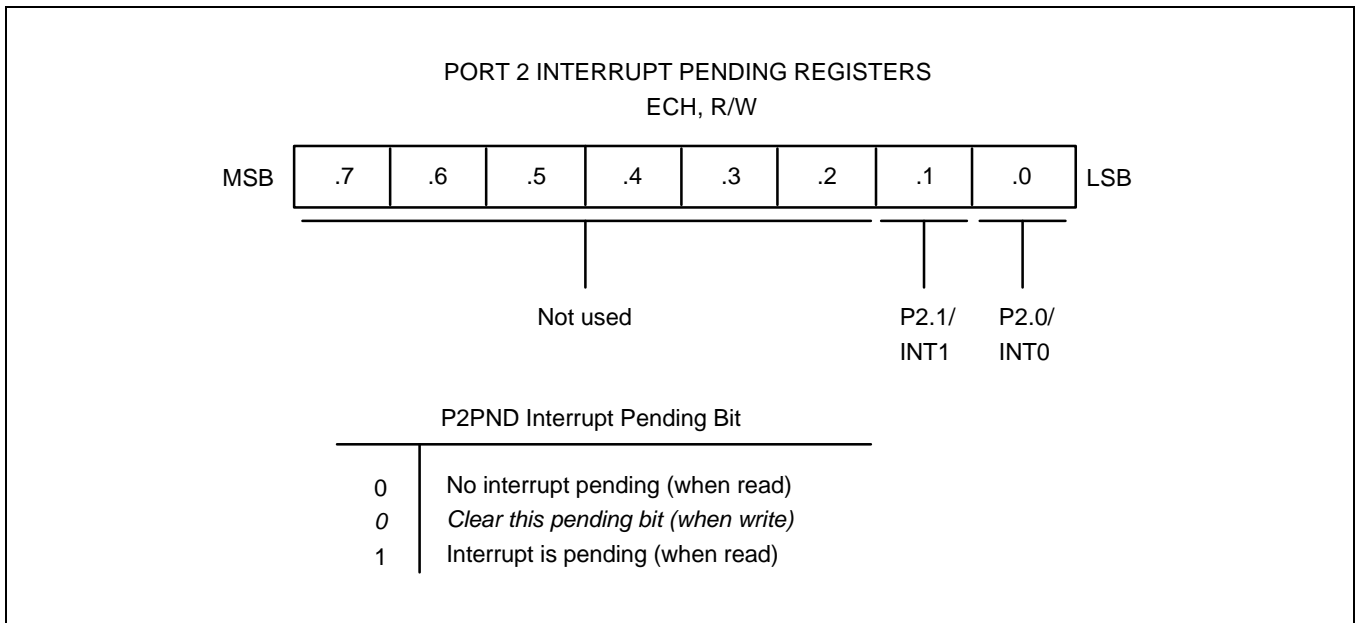 PORT 2 INTERRUPT PENDING REGISTERS
ECH, R/W
MSB .7 .6 .5 .4 .3 .2 .1 .0 LSB
Not used P2.1/ P2.0/
INT1 INT0
P2PND Interrupt Pending Bit
0 No interrupt pending (when read)
0 Clear this pending bit (when write)
1 Interrupt is pending (when read)